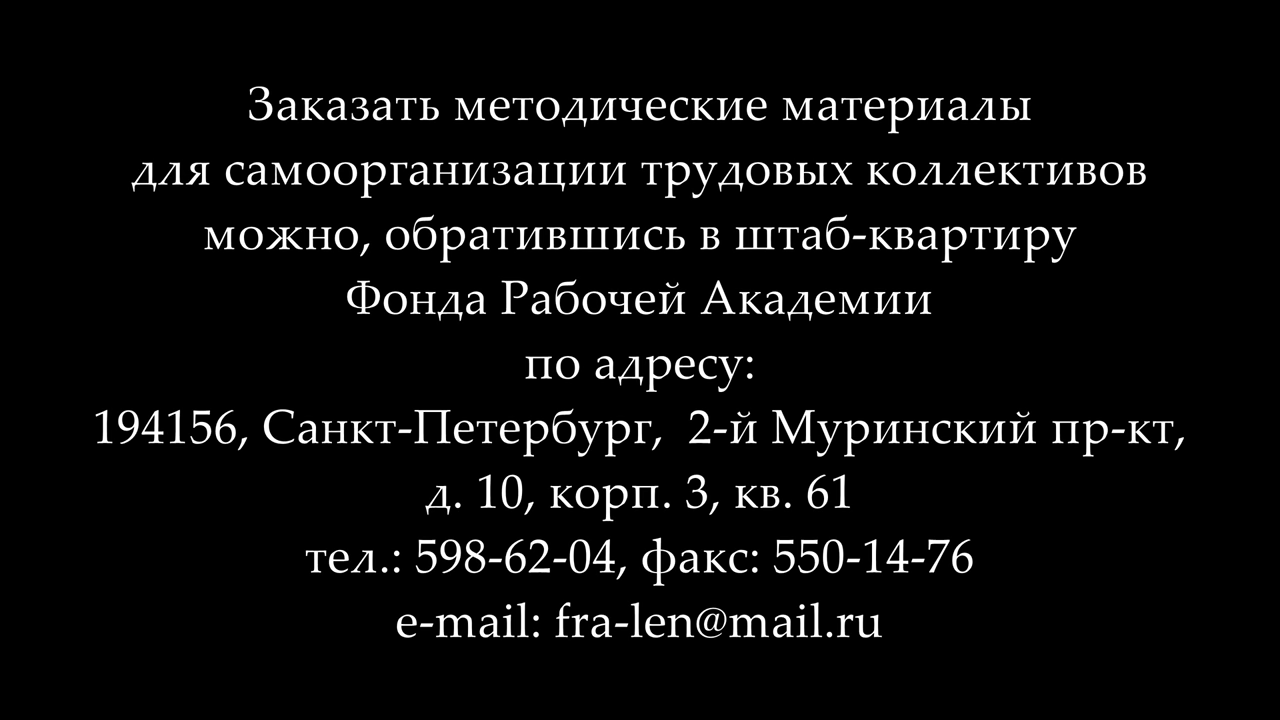 Заказать методические материалы
для самоорганизации трудовых коллективов
можно, обратившись в штаб-квартиру
Фонда Рабочей Академии
по адресу:
194156, Санкт-Петербург, 2-й Муринский пр-кт,
д. 10, корп. 3, кв. 61
тел.: 598-62-04, факс: 550-14-76
e-mail: fra-len@mail.ru